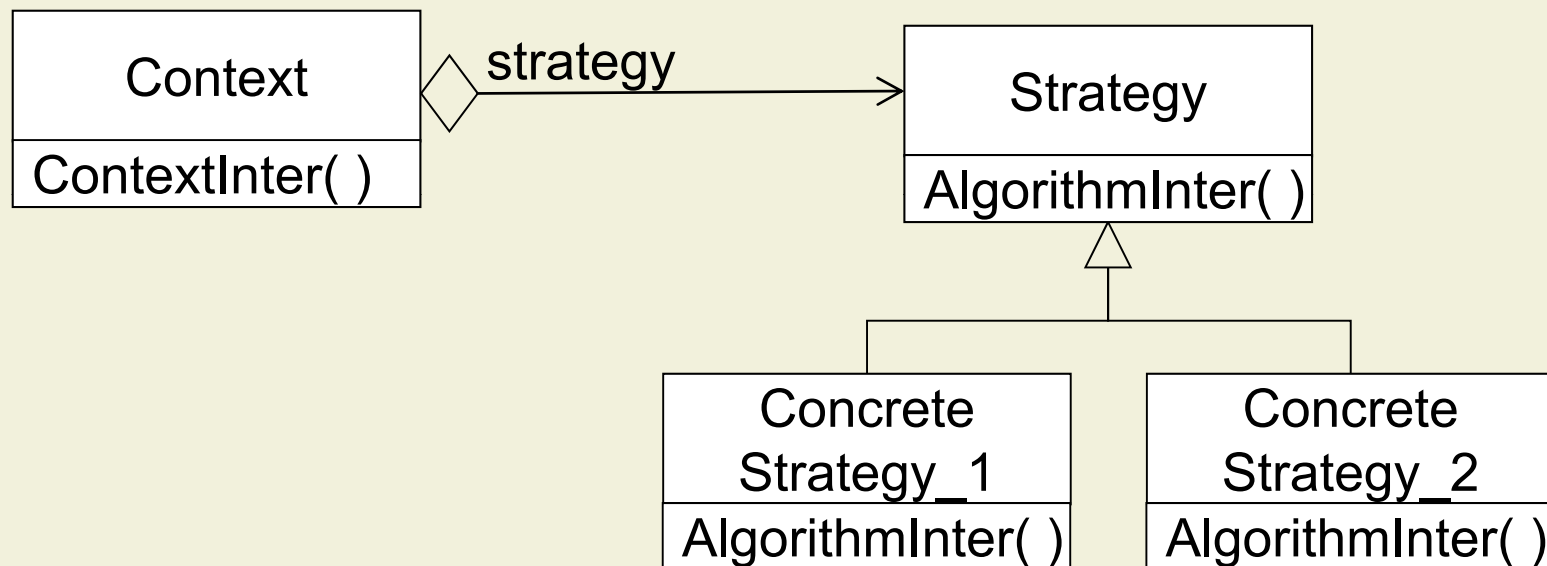 Context
ContextInter( )
strategy
Strategy
AlgorithmInter( )
Concrete
Strategy_1
AlgorithmInter( )
Concrete
Strategy_2
AlgorithmInter( )